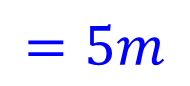 = 5m